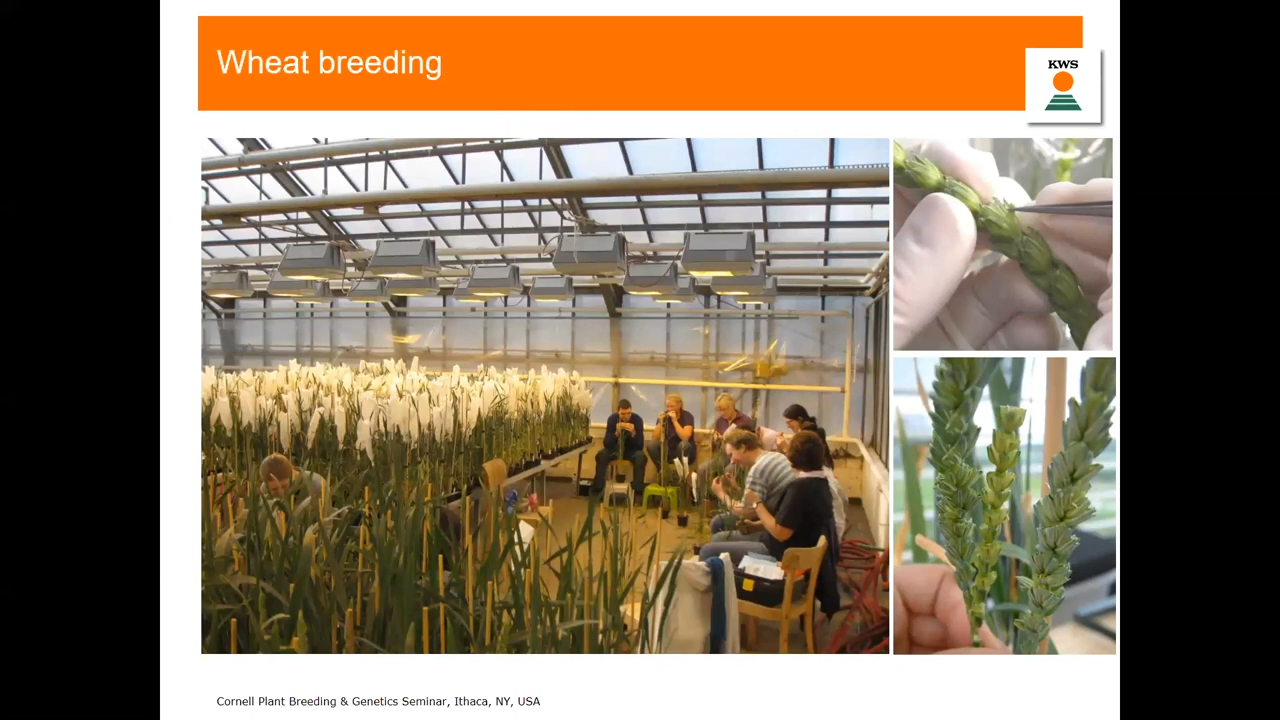 Wheat breeding
KWS
Cornell Plant Breeding & Genetics Seminar, Ithaca, NY, USA